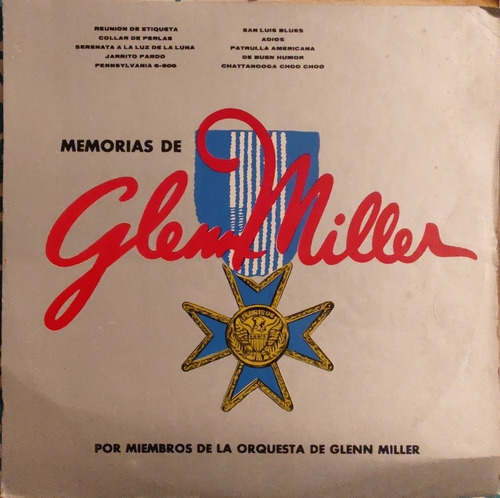 REUNION DE ETIQUETA
COLLAR DE PERLAS
SERENATA A LA LUZ DE LA LUNA
JARRITO PARDO
PENNSYLVANIA 6-500
SAN LUIS BLUES
ADIOS
PATRULLA AMERICANA
DE BUEN HUMOR
CHATTANOOGA CHOO CHOO
MEMORIAS DE
Glenn Miller
POR MIEMBROS DE LA ORQUESTA DE GLENN MILLER